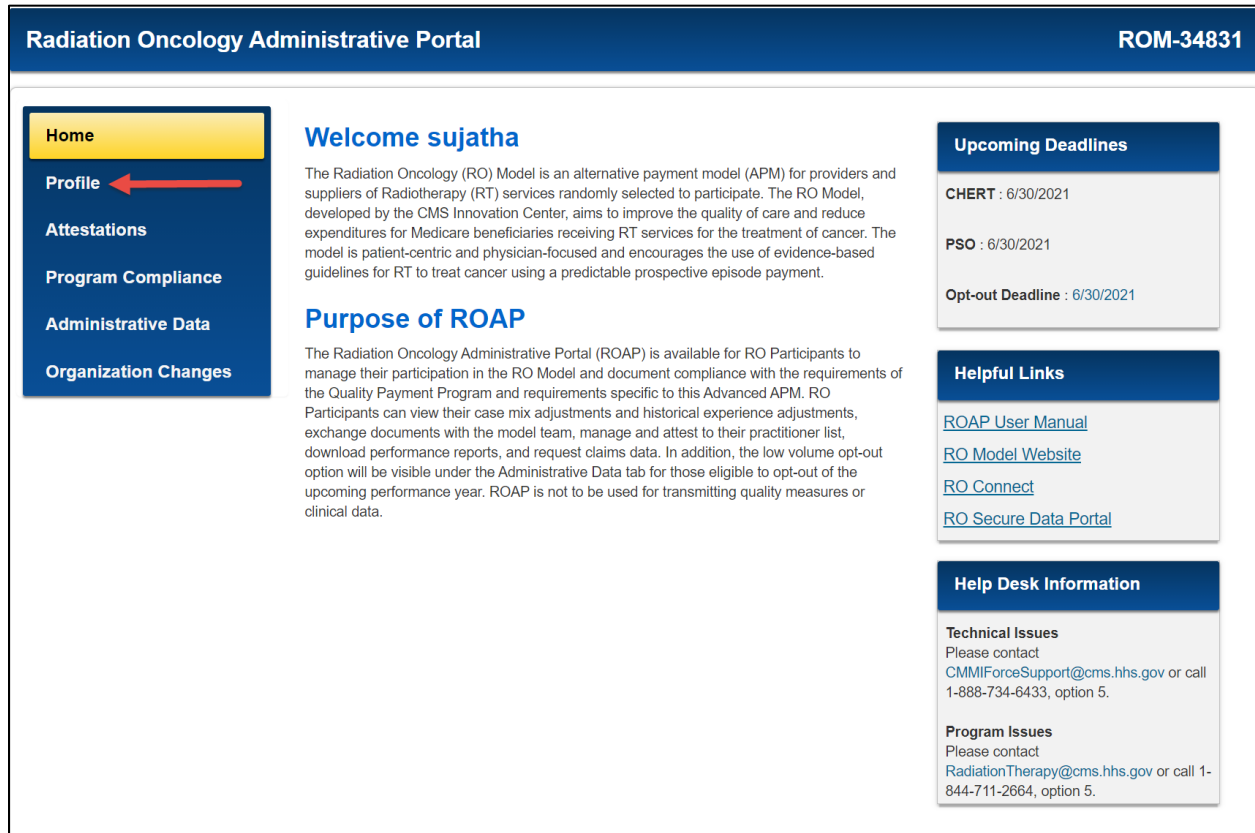 Radiation Oncology Administrative Portal
ROM-34831
Home
Profile
Attestations
Program Compliance
Administrative Data
Organization Changes
Welcome sujatha
The Radiation Oncology (RO) Model is an alternative payment model (APM) for providers and
suppliers of Radiotherapy (RT) services randomly selected to participate. The RO Model,
developed by the CMS Innovation Center, aims to improve the quality of care and reduce
expenditures for Medicare beneficiaries receiving RT services for the treatment of cancer. The
model is patient-centric and physician-focused and encourages the use of evidence-based
guidelines for RT to treat cancer using a predictable prospective episode payment.
Purpose of ROAP
The Radiation Oncology Administrative Portal (ROAP) is available for RO Participants to
manage their participation in the RO Model and document compliance with the requirements of
the Quality Payment Program and requirements specific to this Advanced APM. RO
Participants can view their case mix adjustments and historical experience adjustments,
exchange documents with the model team, manage and attest to their practitioner list,
download performance reports, and request claims data. In addition, the low volume opt-out
option will be visible under the Administrative Data tab for those eligible to opt-out of the
upcoming performance year. ROAP is not to be used for transmitting quality measures or
clinical data.
Upcoming Deadlines
CHERT : 6/30/2021
PSO : 6/30/2021
Opt-out Deadline : 6/30/2021
Helpful Links
ROAP User Manual
RO Model Website
RO Connect
RO Secure Data Portal
Help Desk Information
Technical Issues
Please contact
CMMIForceSupport@cms.hhs.gov or call
1-888-734-6433, option 5.
Program Issues
Please contact
RadiationTherapy@cms.hhs.gov or call 1-
844-711-2664, option 5.